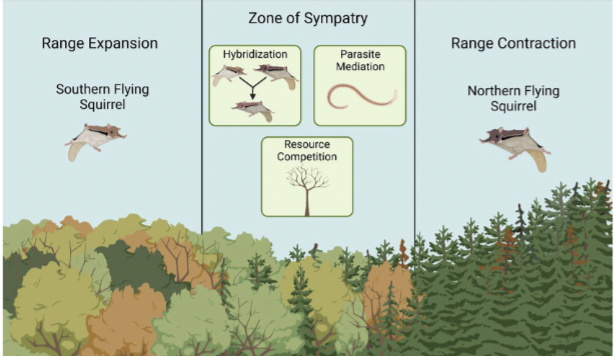 Range Expansion
Southern Flying
Squirrel
Zone of Sympatry
Hybridization
Parasite
Mediation
Resource
Competition
Range Contraction
Northern Flying
Squirrel